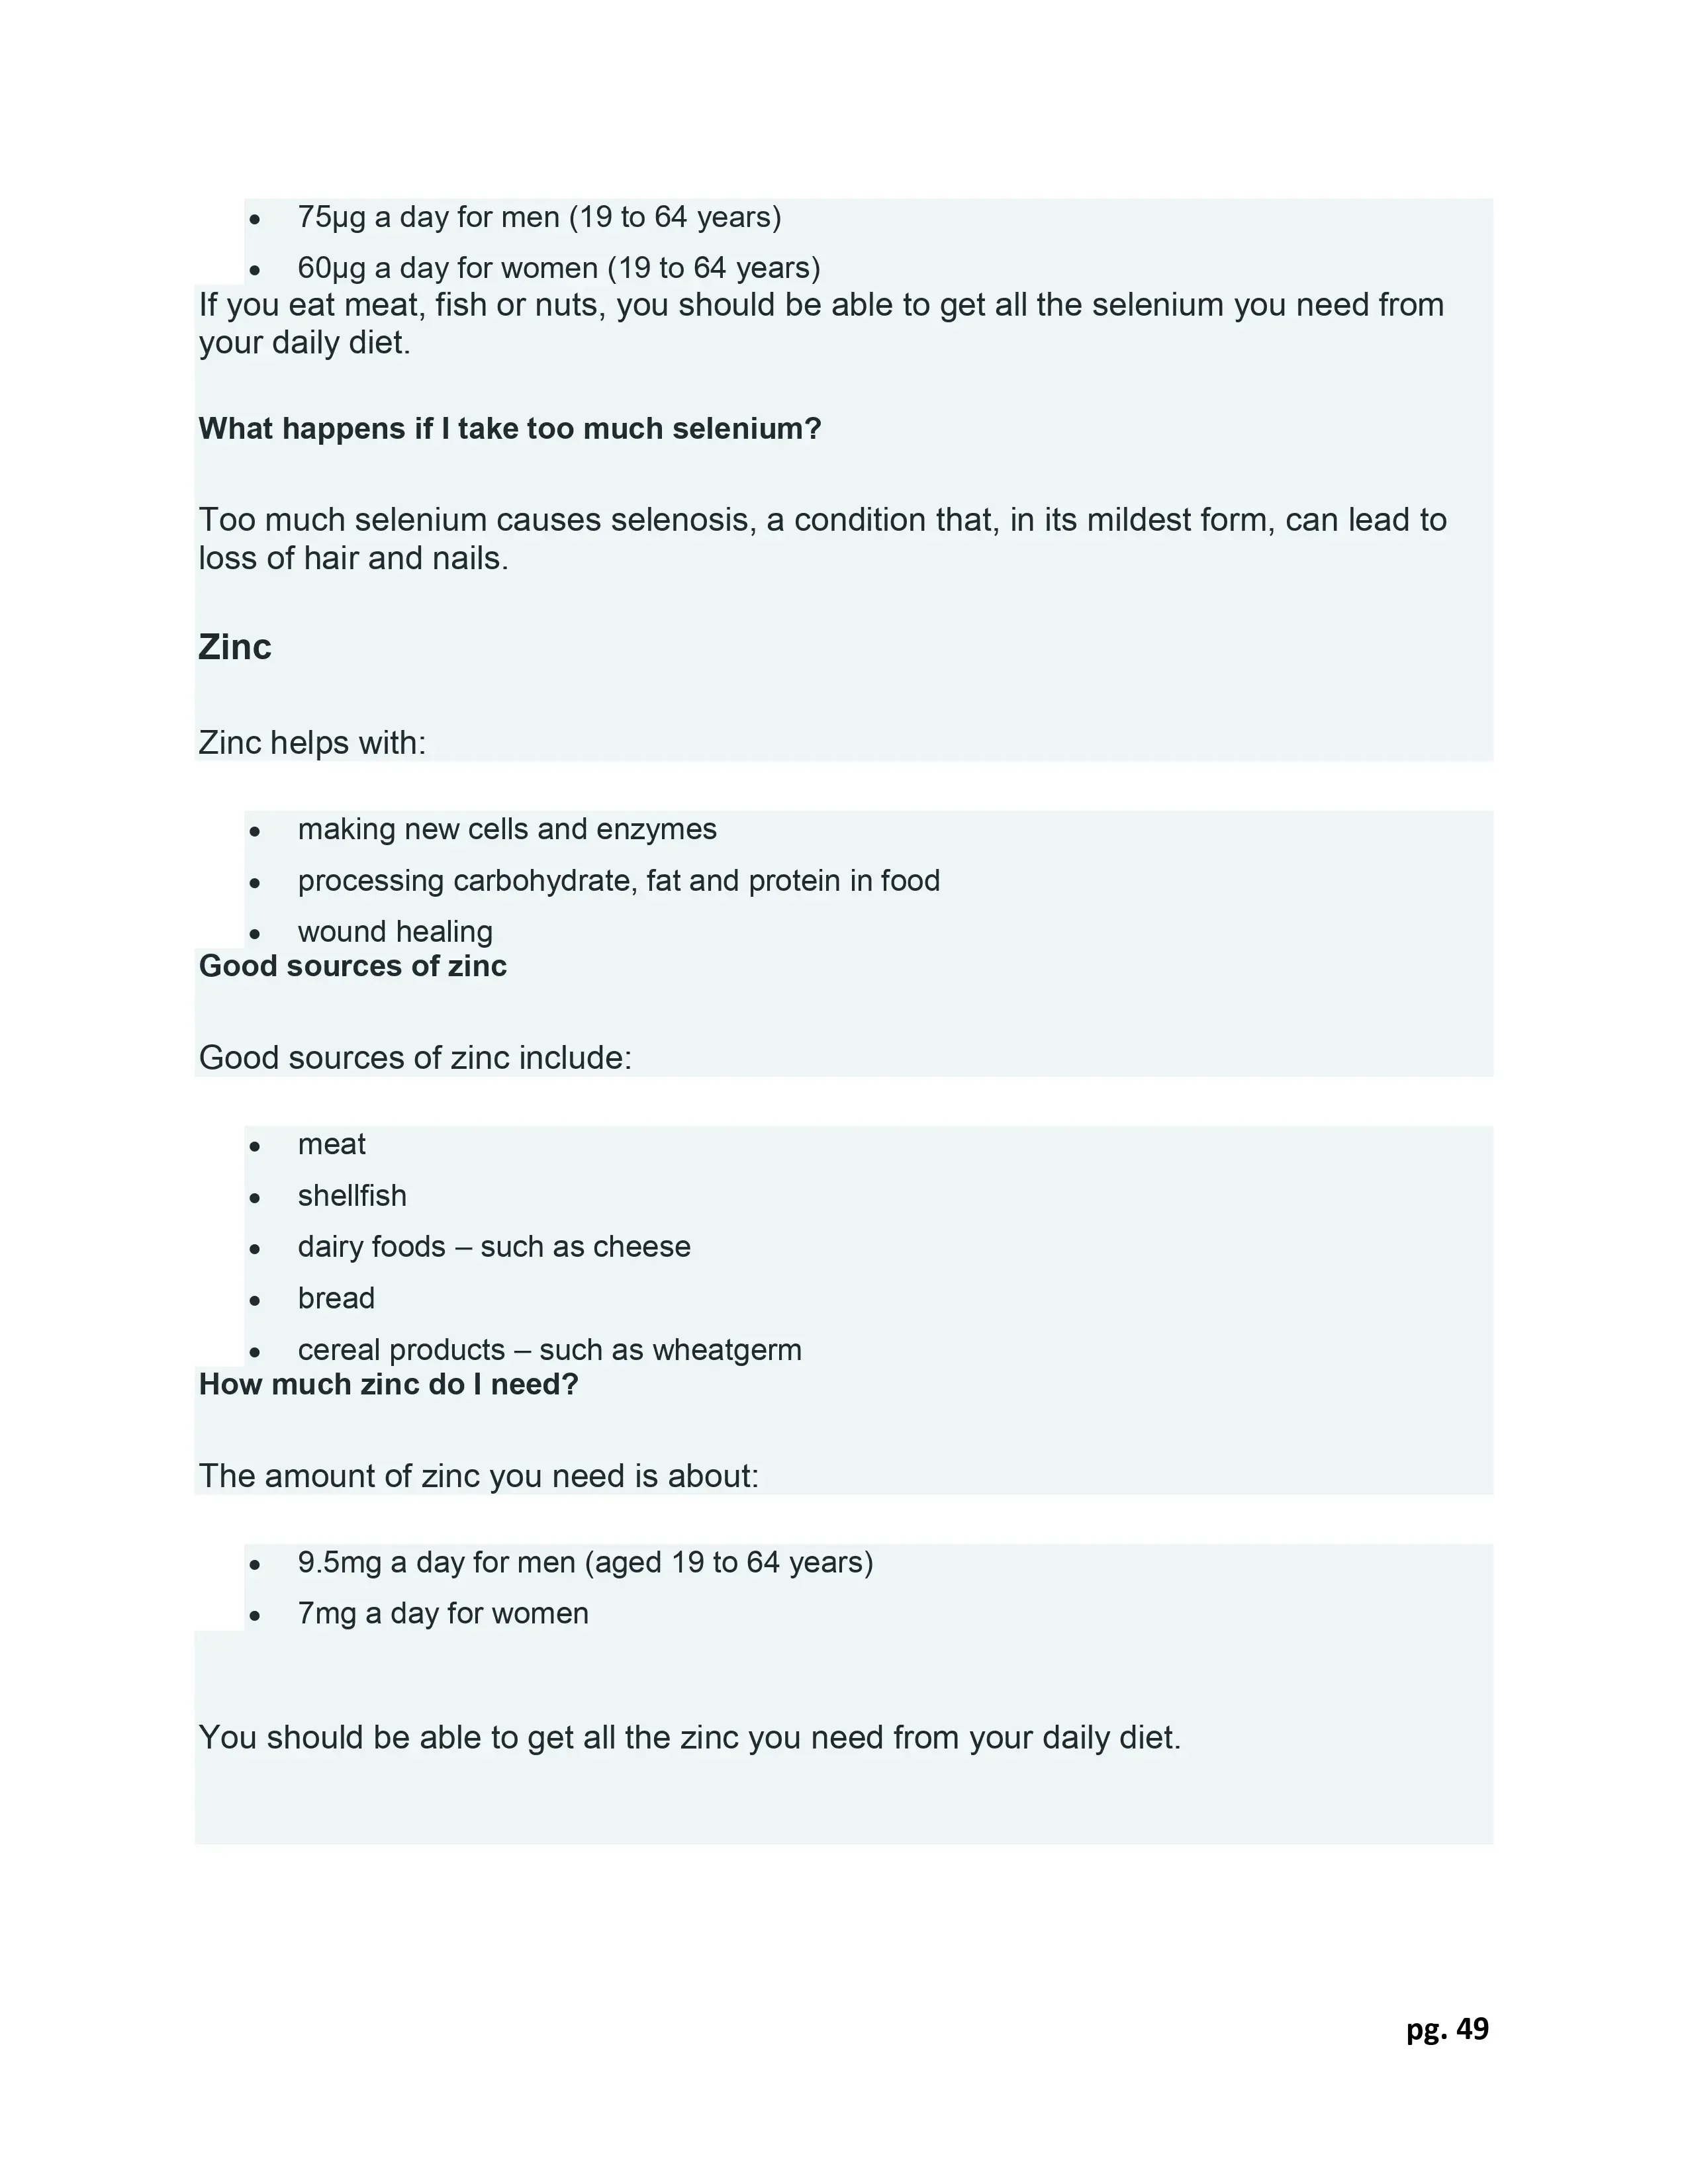 • 75μg a day for men (19 to 64 years)
• 60μg a day for women (19 to 64 years)
If you eat meat, fish or nuts, you should be able to get all the selenium you need from
your daily diet.
What happens if I take too much selenium?
Too much selenium causes selenosis, a condition that, in its mildest form, can lead to
loss of hair and nails.
Zinc
Zinc helps with:
• making new cells and enzymes
• processing carbohydrate, fat and protein in food
• wound healing
Good sources of zinc
Good sources of zinc include:
• meat
• shellfish
• dairy foods – such as cheese
• bread
• cereal products – such as wheatgerm
How much zinc do I need?
The amount of zinc you need is about:
• 9.5mg a day for men (aged 19 to 64 years)
• 7mg a day for women
You should be able to get all the zinc you need from your daily diet.
pg. 49